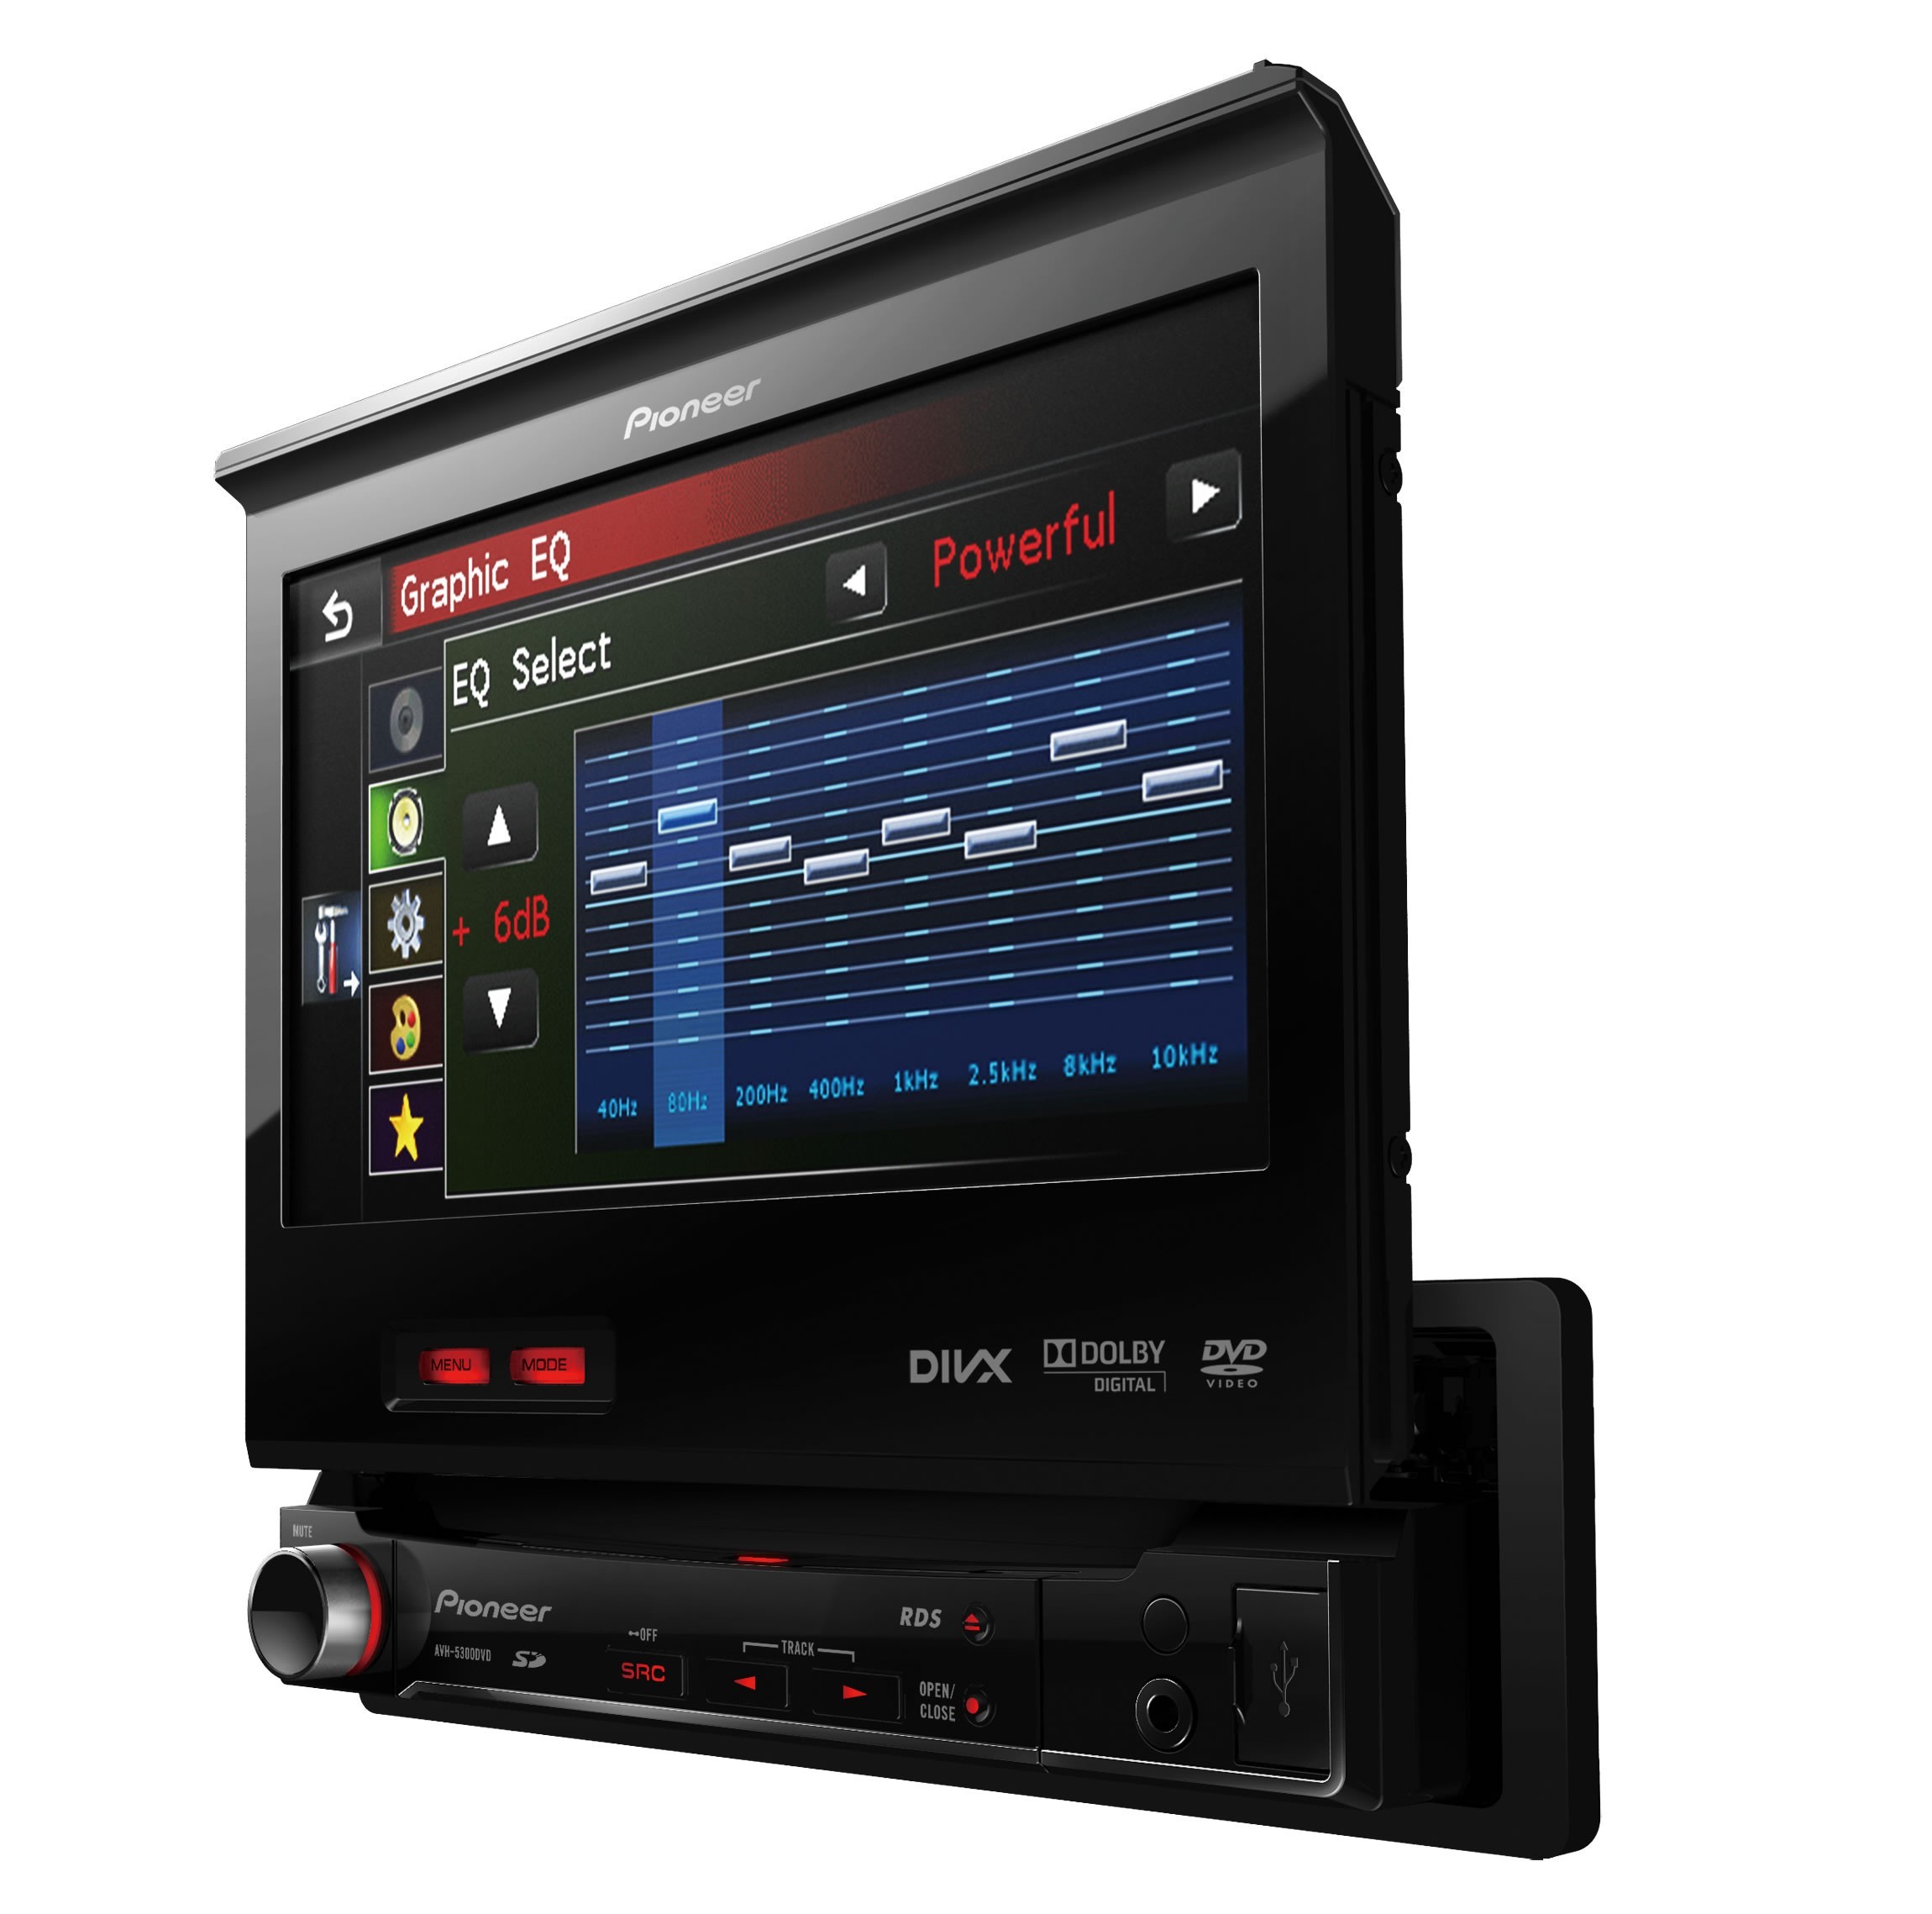 Pioneer
Graphic EQ
EQ Select
Powerful
+ 6dB
40Hz 80Hz 200Hz 400Hz 1kHz 2.5kHz 8kHz 10kHz
MENU MODE
DIVX
DOLBY
DIGITAL
DVD
VIDEO
MUTE
Pioneer
AVH-5300DVD
SD
OFF
SRC
TRACK
RDS
OPEN/
CLOSE